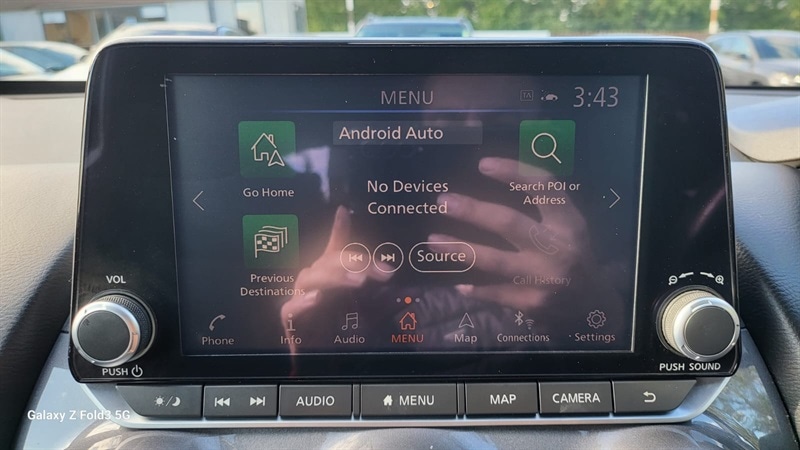 MENU
TA
3:43
Android Auto
Go Home
No Devices
Connected
Search POI or
Address
Previous
Destinations
Source
Call History
Phone
Info
Audio
MENU
Map
Connections
Settings
VOL
PUSH
PUSH SOUND
AUDIO
MENU
MAP
CAMERA
Galaxy Z Fold3 5G